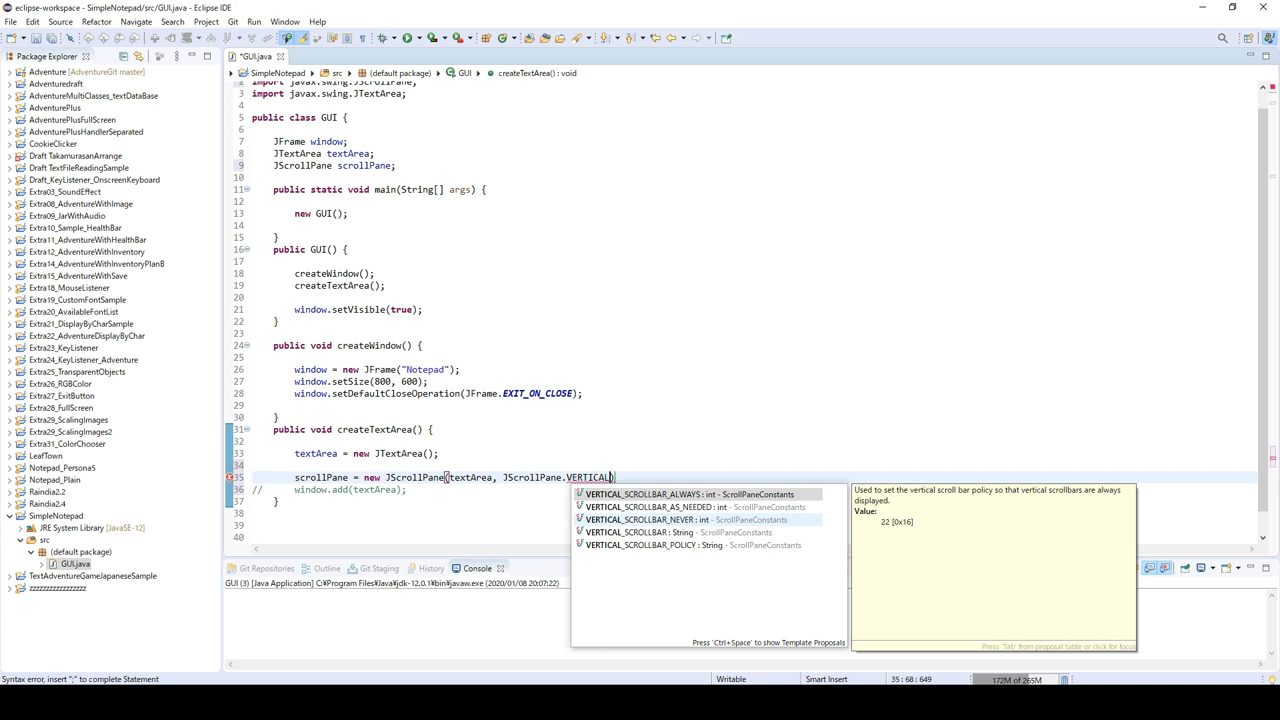 eclipse-workspace - SimpleNotepad/src/GUI.java - Eclipse IDE
File Edit Source Refactor Navigate Search Project Git Run Window Help
Package Explorer
*GUI.java
SimpleNotepad src (default package) GUI createTextArea() : void
Adventure [AdventureGit master]
Adventuredraft
AdventureMultiClasses_textDataBase
AdventurePlus
AdventurePlusFullScreen
AdventurePlusHandlerSeparated
CookieClicker
Draft TakamurasanArrange
Draft TextFileReadingSample
Draft_KeyListener_OnscreenKeyboard
Extra03_SoundEffect
Extra08_AdventureWithImage
Extra09_JarWithAudio
Extra10_Sample_HealthBar
Extra11_AdventureWithHealthBar
Extra12_AdventureWithInventory
Extra14_AdventureWithInventoryPlanB
Extra15_AdventureWithSave
Extra18_MouseListener
Extra19_CustomFontSample
Extra20_AvailableFontList
Extra21_DisplayByCharSample
Extra22_AdventureDisplayByChar
Extra23_KeyListener
Extra24_KeyListener_Adventure
Extra25_TransparentObjects
Extra26_RGBColor
Extra27_ExitButton
Extra28_FullScreen
Extra29_ScalingImages
Extra29_ScalingImages2
Extra31_ColorChooser
LeafTown
Notepad_Persona5
Notepad_Plain
Raindia2.2
Raindia2.4
SimpleNotepad
JRE System Library [JavaSE-12]
src
(default package)
GUI.java
TextAdventureGameJapaneseSample
zzzzzzzzzzzzzzzzz
2 import javax.swing.JScrollPane;
3 import javax.swing.JTextArea;
4
5 public class GUI {
6
7 JFrame window;
8 JTextArea textArea;
9 JScrollPane scrollPane;
10
11 public static void main(String[] args) {
12
13 new GUI();
14
15 }
16 public GUI() {
17
18 createWindow();
19 createTextArea();
20
21 window.setVisible(true);
22 }
23
24 public void createWindow() {
25
26 window = new JFrame("Notepad");
27 window.setSize(800, 600);
28 window.setDefaultCloseOperation(JFrame.EXIT_ON_CLOSE);
29
30 }
31 public void createTextArea() {
32
33 textArea = new JTextArea();
34
35 scrollPane = new JScrollPane(textArea, JScrollPane.VERTICAL)
36 // window.add(textArea);
37 }
38
39
40
VERTICAL_SCROLLBAR_ALWAYS : int - ScrollPaneConstants
VERTICAL_SCROLLBAR_AS_NEEDED : int - ScrollPaneConstants
VERTICAL_SCROLLBAR_NEVER : int - ScrollPaneConstants
VERTICAL_SCROLLBAR : String - ScrollPaneConstants
VERTICAL_SCROLLBAR_POLICY : String - ScrollPaneConstants
Press 'Ctrl+Space' to show Template Proposals
Used to set the vertical scroll bar policy so that vertical scrollbars are always
displayed.
Value:
22 [0x16]
Press 'Tab' from proposal table or click for focus
Git Repositories Outline Git Staging History Console
GUI (3) [Java Application] C:¥Program Files¥Java¥jdk-12.0.1¥bin¥javaw.exe (2020/01/08 20:07:22)
Syntax error, insert ";" to complete Statement
Writable
Smart Insert
35 : 68 : 649
172M of 265M